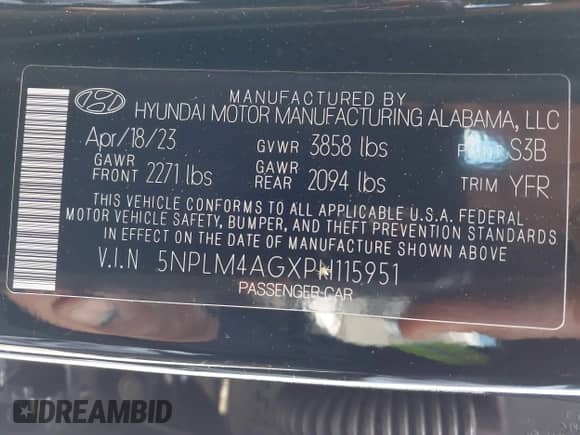 MANUFACTURED BY
HYUNDAI MOTOR MANUFACTURING ALABAMA, LLC
Apr/18/23 GVWR 3858 lbs PAINT S3B
GAWR FRONT 2271 lbs GAWR REAR 2094 lbs TRIM YFR
THIS VEHICLE CONFORMS TO ALL APPLICABLE U.S.A. FEDERAL
MOTOR VEHICLE SAFETY, BUMPER, AND THEFT PREVENTION STANDARDS
IN EFFECT ON THE DATE OF MANUFACTURE SHOWN ABOVE
V.I.N 5NPLM4AGXPH115951
PASSENGER CAR
DREAMBID